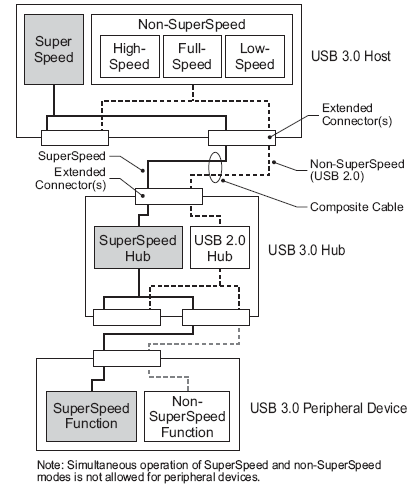 Non-SuperSpeed
Super
Speed
High-
Speed
Full-
Speed
Low-
Speed
USB 3.0 Host
Extended
Connector(s)
SuperSpeed
Extended
Connector(s)
Non-SuperSpeed
(USB 2.0)
Composite Cable
SuperSpeed
Hub
USB 2.0
Hub
USB 3.0 Hub
SuperSpeed
Function
Non-
SuperSpeed
Function
USB 3.0 Peripheral Device
Note: Simultaneous operation of SuperSpeed and non-SuperSpeed
modes is not allowed for peripheral devices.